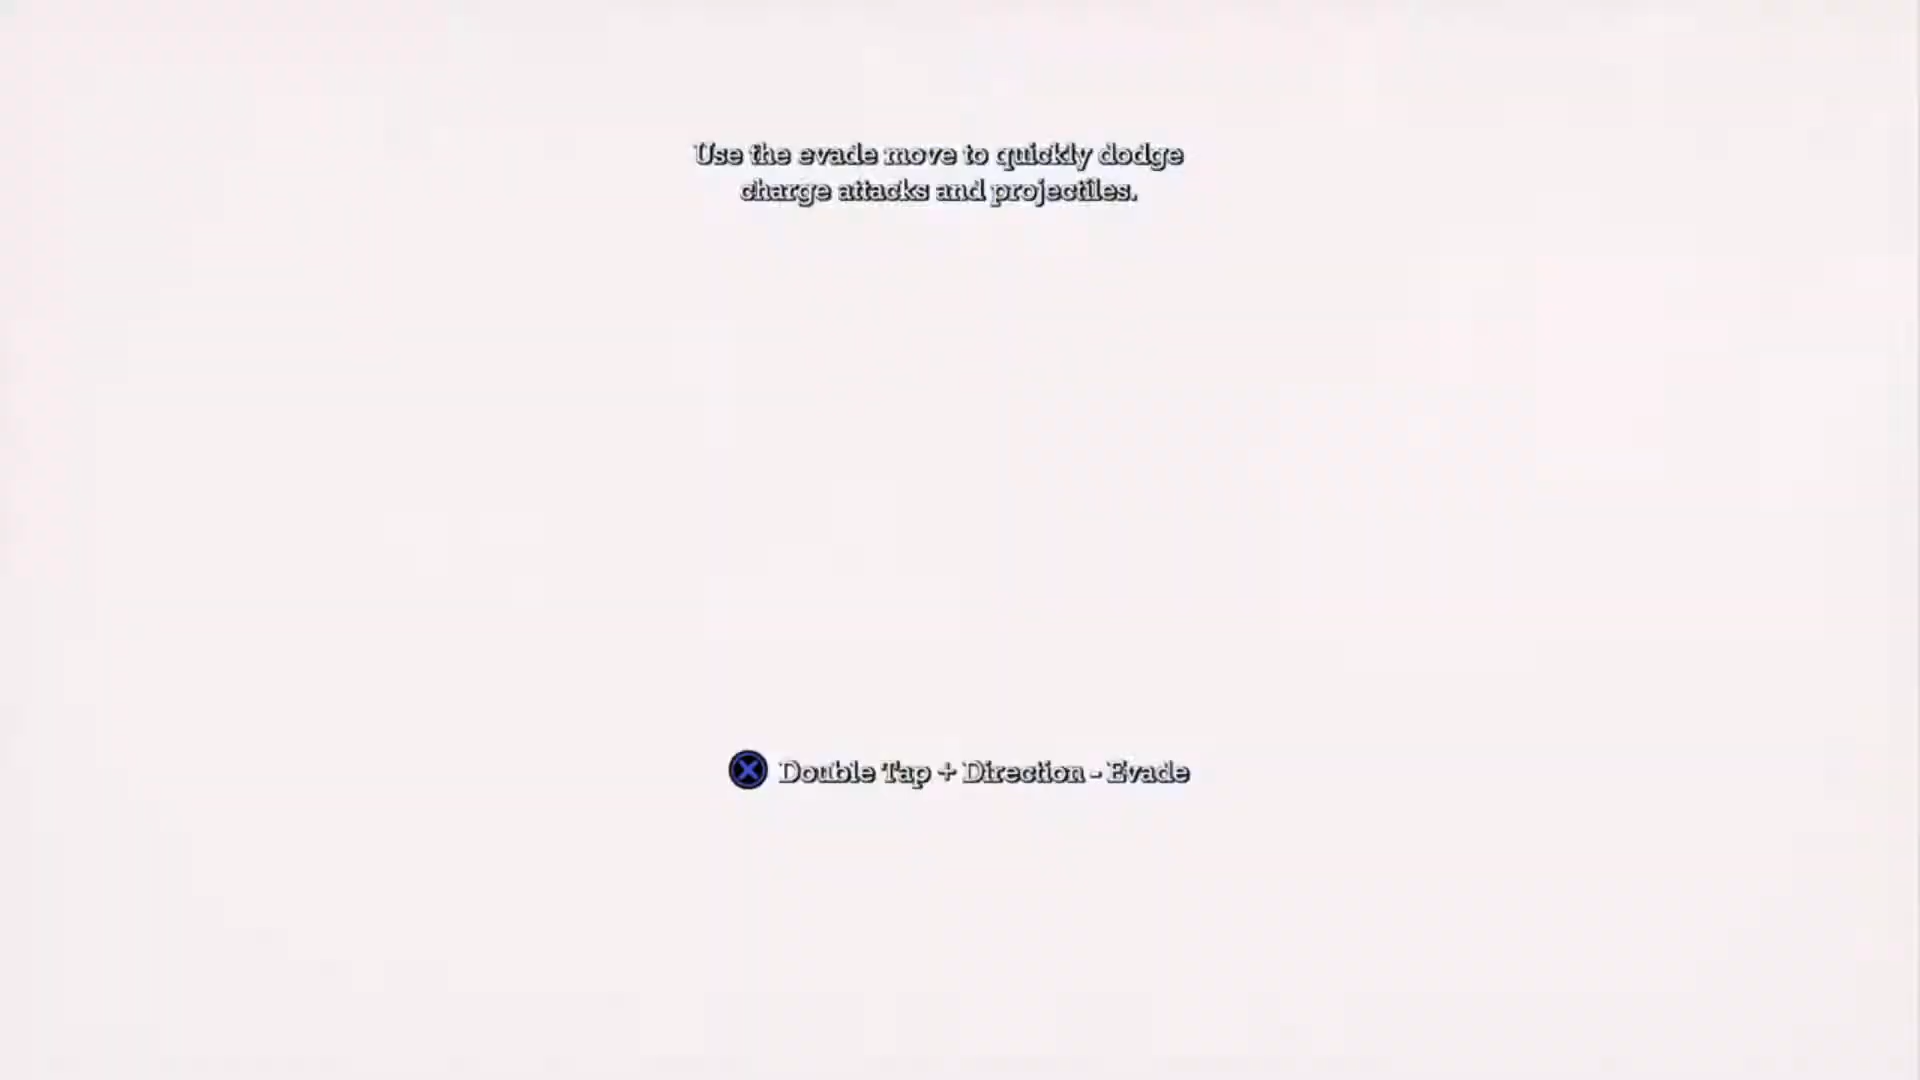 Use the evade move to quickly dodge
charge attacks and projectiles.
Double Tap + Direction - Evade